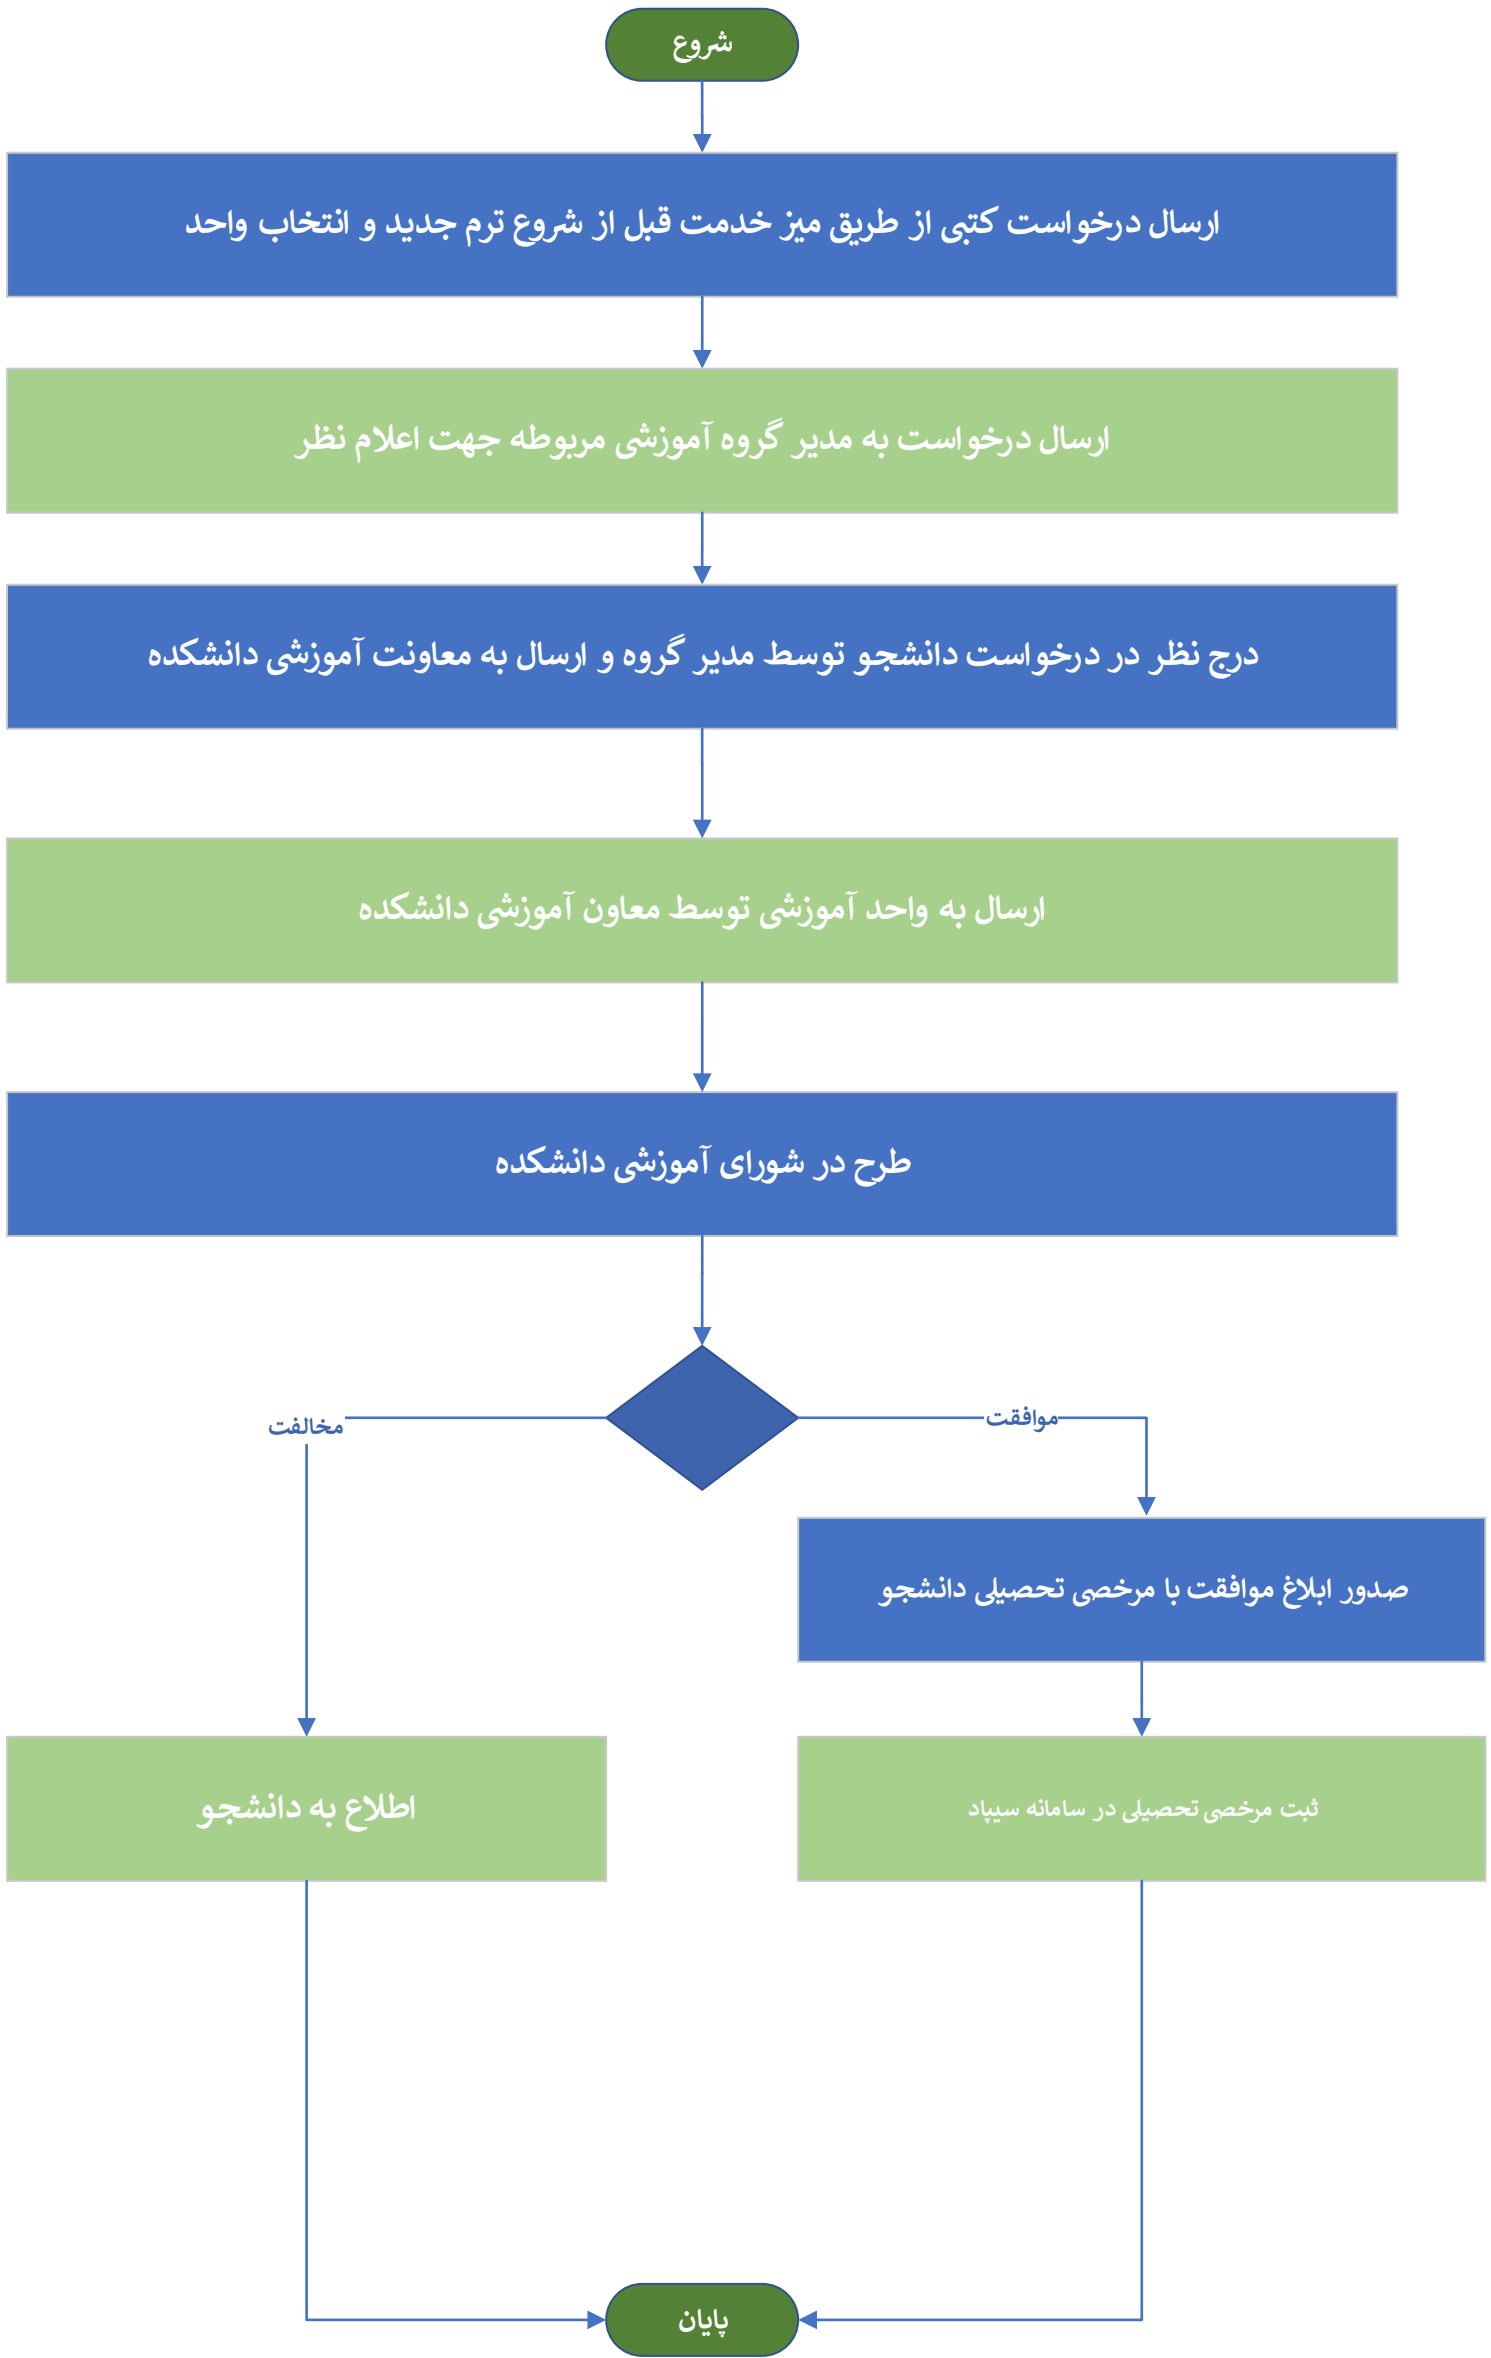 شروع
ارسال درخواست کتبی از طریق میز خدمت قبل از شروع ترم جدید و انتخاب واحد
ارسال درخواست به مدیر گروه آموزشی مربوطه جهت اعلام نظر
درج نظر در درخواست دانشجو توسط مدیر گروه و ارسال به معاونت آموزشی دانشکده
ارسال به واحد آموزشی توسط معاون آموزشی دانشکده
طرح در شورای آموزشی دانشکده
موافقت
مخالفت
صدور ابلاغ موافقت با مرخصی تحصیلی دانشجو
ثبت مرخصی تحصیلی در سامانه سیپاد
اطلاع به دانشجو
پایان